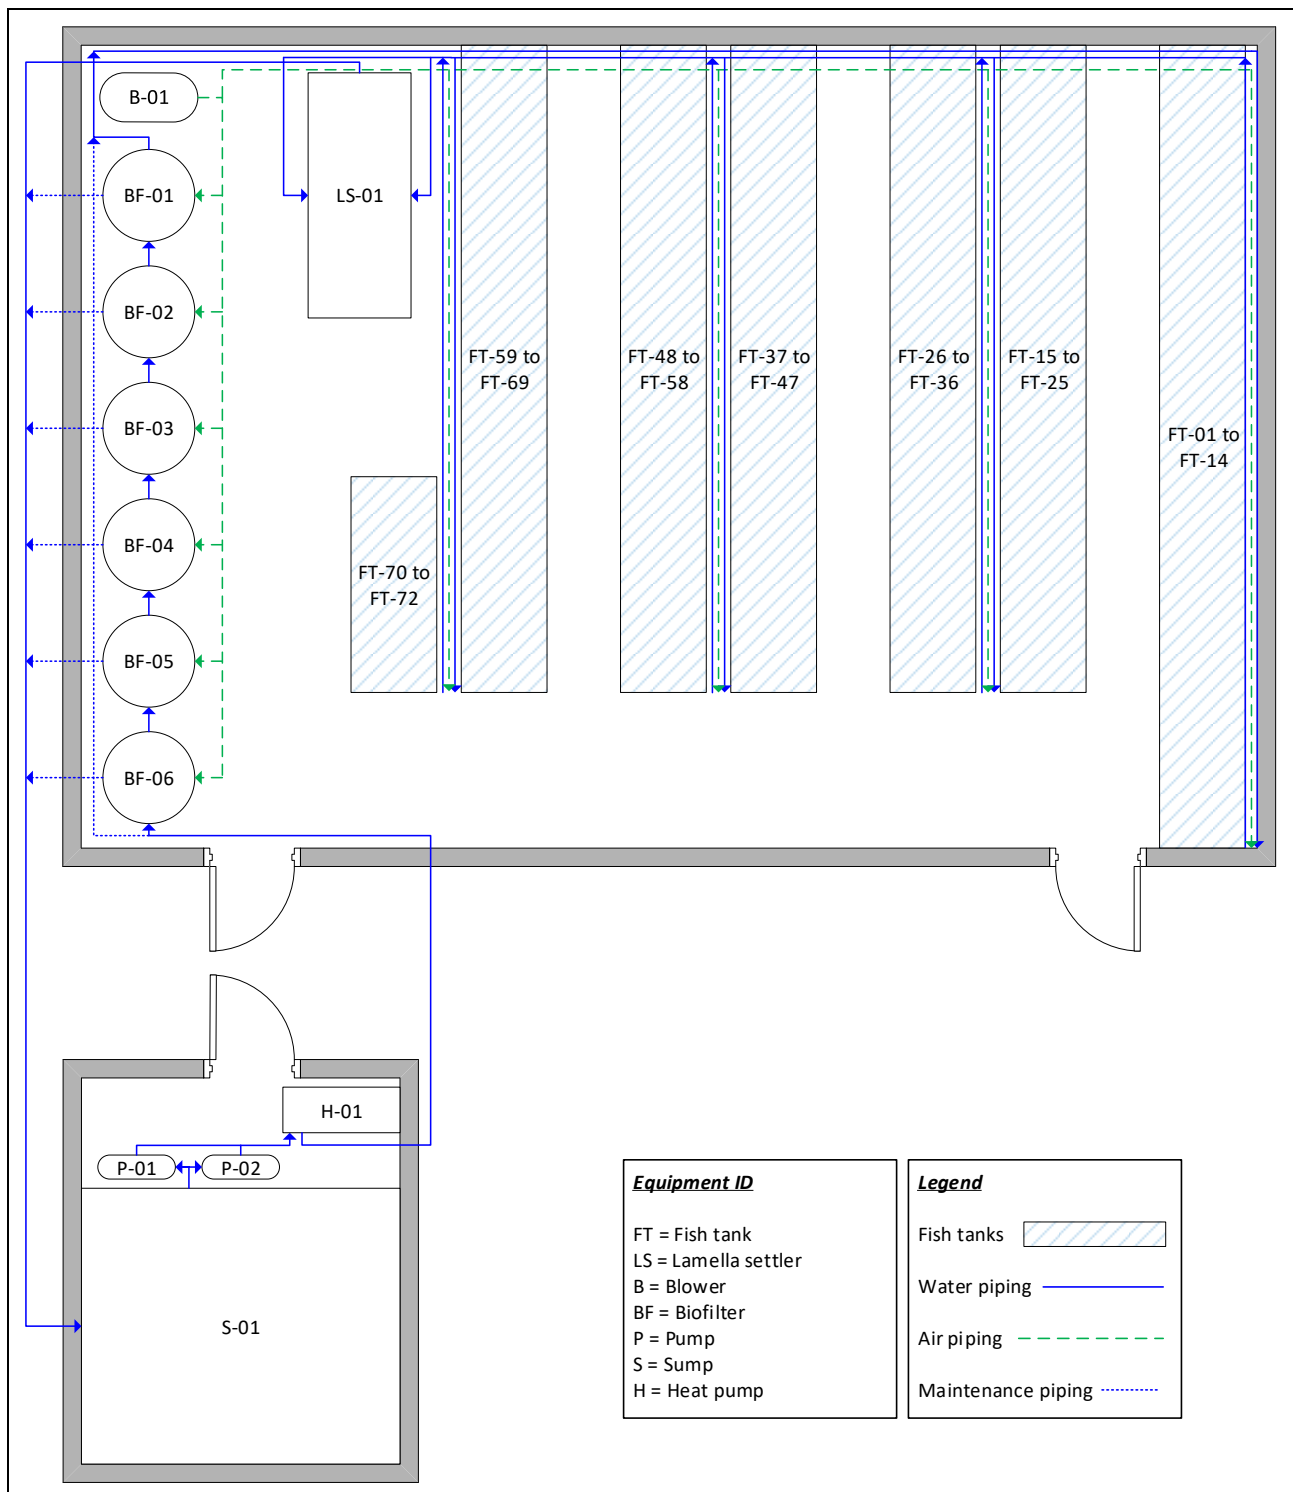 B-01
BF-01
LS-01
BF-02
FT-59 to
FT-69
FT-48 to
FT-58
FT-37 to
FT-47
FT-26 to
FT-36
FT-15 to
FT-25
BF-03
FT-01 to
FT-14
BF-04
FT-70 to
FT-72
BF-05
BF-06
H-01
P-01
P-02
S-01
Equipment ID
FT = Fish tank
LS = Lamella settler
B = Blower
BF = Biofilter
P = Pump
S = Sump
H = Heat pump
Legend
Fish tanks
Water piping
Air piping
Maintenance piping